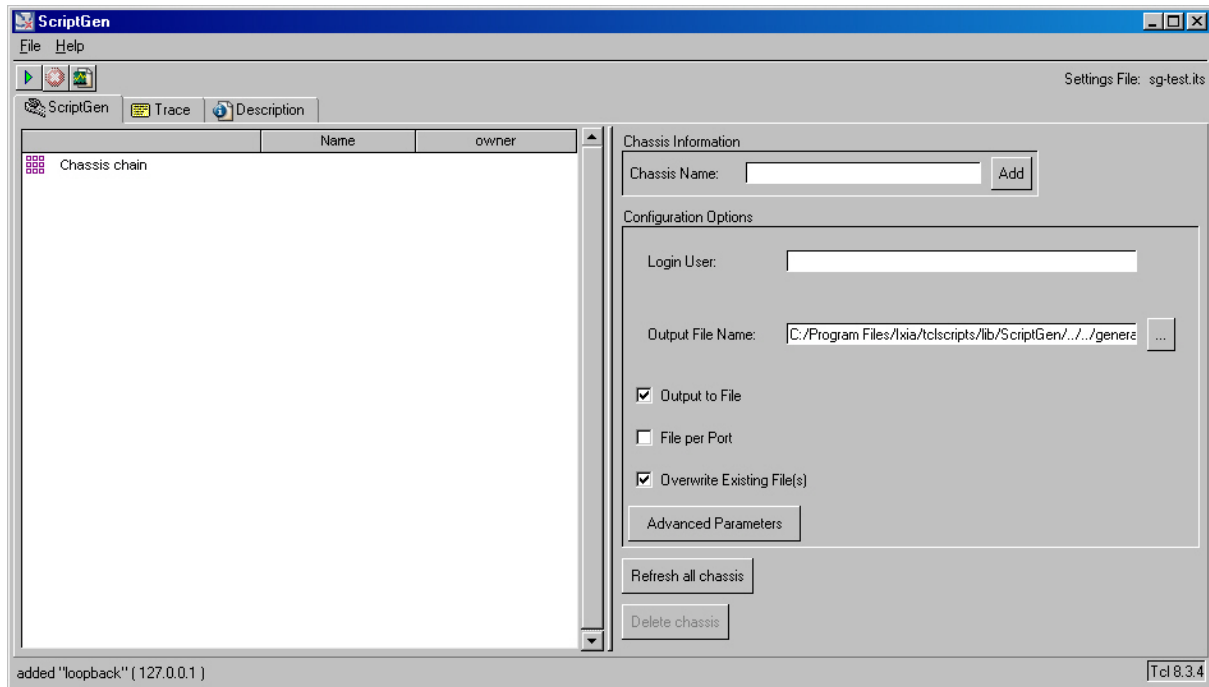 ScriptGen
File Help
Settings File: sg-test.its
ScriptGen Trace Description
Name owner
Chassis chain
Chassis Information
Chassis Name: Add
Configuration Options
Login User:
Output File Name: C:/Program Files/Ixia/tclscripts/lib/ScriptGen/../../genera ...
Output to File
File per Port
Overwrite Existing File(s)
Advanced Parameters
Refresh all chassis
Delete chassis
added "loopback" ( 127.0.0.1 ) Tcl 8.3.4